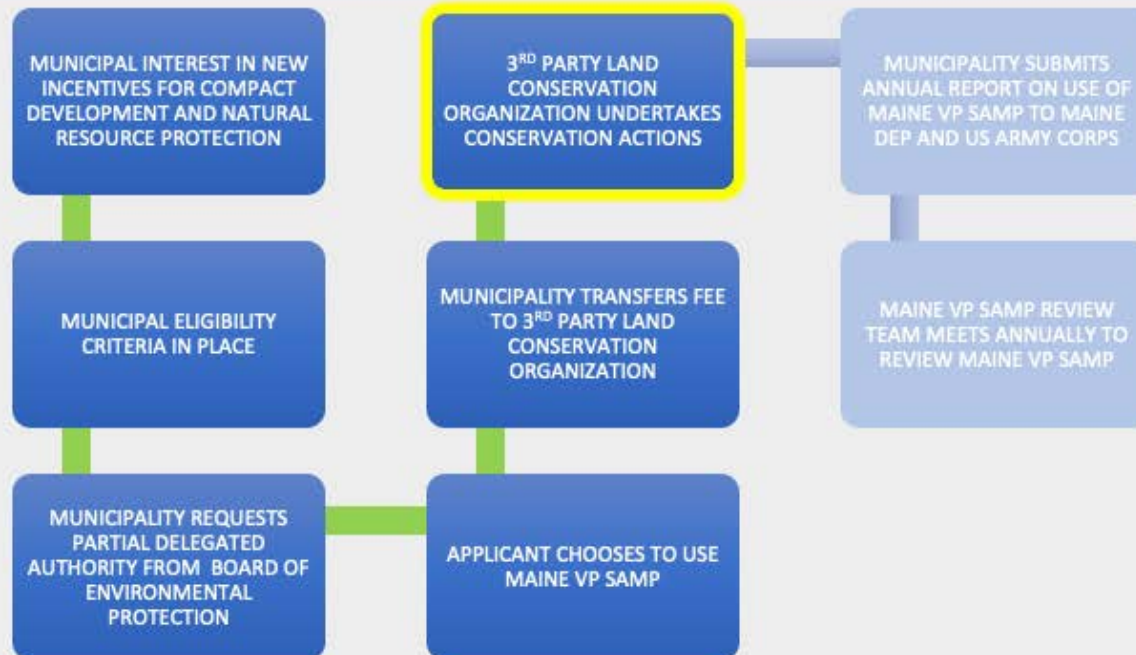 MUNICIPAL INTEREST IN NEW
INCENTIVES FOR COMPACT
DEVELOPMENT AND NATURAL
RESOURCE PROTECTION
MUNICIPAL ELIGIBILITY
CRITERIA IN PLACE
MUNICIPALITY REQUESTS
PARTIAL DELEGATED
AUTHORITY FROM BOARD OF
ENVIRONMENTAL
PROTECTION
APPLICANT CHOOSES TO USE
MAINE VP SAMP
MUNICIPALITY TRANSFERS FEE
TO 3RD PARTY LAND
CONSERVATION
ORGANIZATION
3RD PARTY LAND
CONSERVATION
ORGANIZATION UNDERTAKES
CONSERVATION ACTIONS
MUNICIPALITY SUBMITS
ANNUAL REPORT ON USE OF
MAINE VP SAMP TO MAINE
DEP AND US ARMY CORPS
MAINE VP SAMP REVIEW
TEAM MEETS ANNUALLY TO
REVIEW MAINE VP SAMP